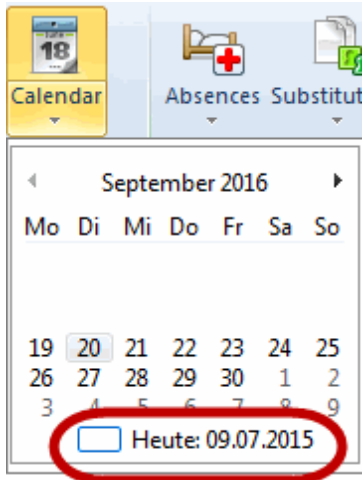 18
Calendar Absences Substitut
September 2016
Mo Di Mi Do Fr Sa So
19 20 21 22 23 24 25
26 27 28 29 30 1 2
3 4 5 6 7 8 9
Heute: 09.07.2015